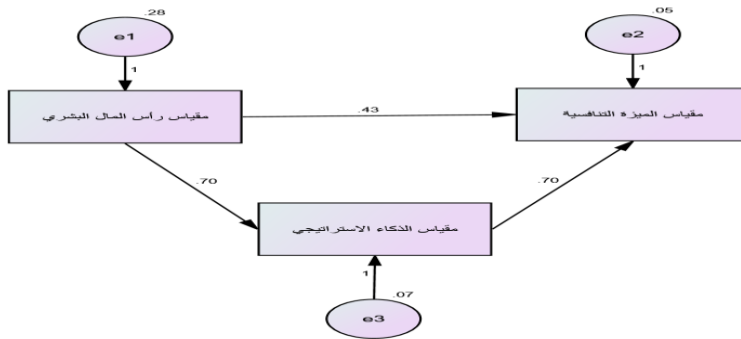 .28
e1
1
.05
e2
1
مقياس رأس المال البشري
.43
مقياس الميزة التنافسية
.70
.70
مقياس الذكاء الاستراتيجي
1
.07
e3